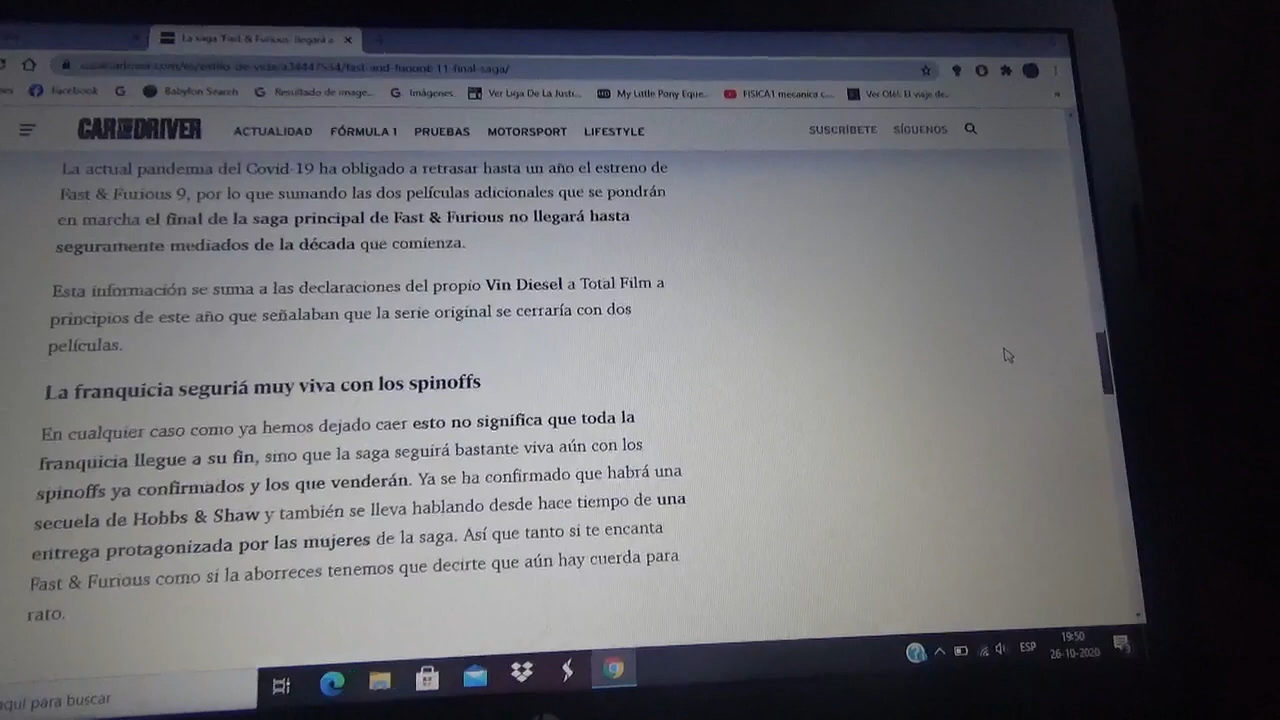 La saga 'Fast & Furious' llegará a
Facebook
Babylon Search
Resultado de image...
Imágenes
Ver Liga De La Justi...
My Little Pony Eque...
FISICA1 mecanica c...
Ver Olé!: El viaje de...
CAR AND DRIVER
ACTUALIDAD FÓRMULA 1 PRUEBAS MOTORSPORT LIFESTYLE
SUSCRÍBETE SÍGUENOS
La actual pandemia del Covid-19 ha obligado a retrasar hasta un año el estreno de
Fast & Furious 9, por lo que sumando las dos películas adicionales que se pondrán
en marcha el final de la saga principal de Fast & Furious no llegará hasta
seguramente mediados de la década que comienza.
Esta información se suma a las declaraciones del propio Vin Diesel a Total Film a
principios de este año que señalaban que la serie original se cerraría con dos
películas.
La franquicia seguriá muy viva con los spinoffs
En cualquier caso como ya hemos dejado caer esto no significa que toda la
franquicia llegue a su fin, sino que la saga seguirá bastante viva aún con los
spinoffs ya confirmados y los que venderán. Ya se ha confirmado que habrá una
secuela de Hobbs & Shaw y también se lleva hablando desde hace tiempo de una
entrega protagonizada por las mujeres de la saga. Así que tanto si te encanta
Fast & Furious como si la aborreces tenemos que decirte que aún hay cuerda para
rato.
aquí para buscar
ESP
19:50
26-10-2020